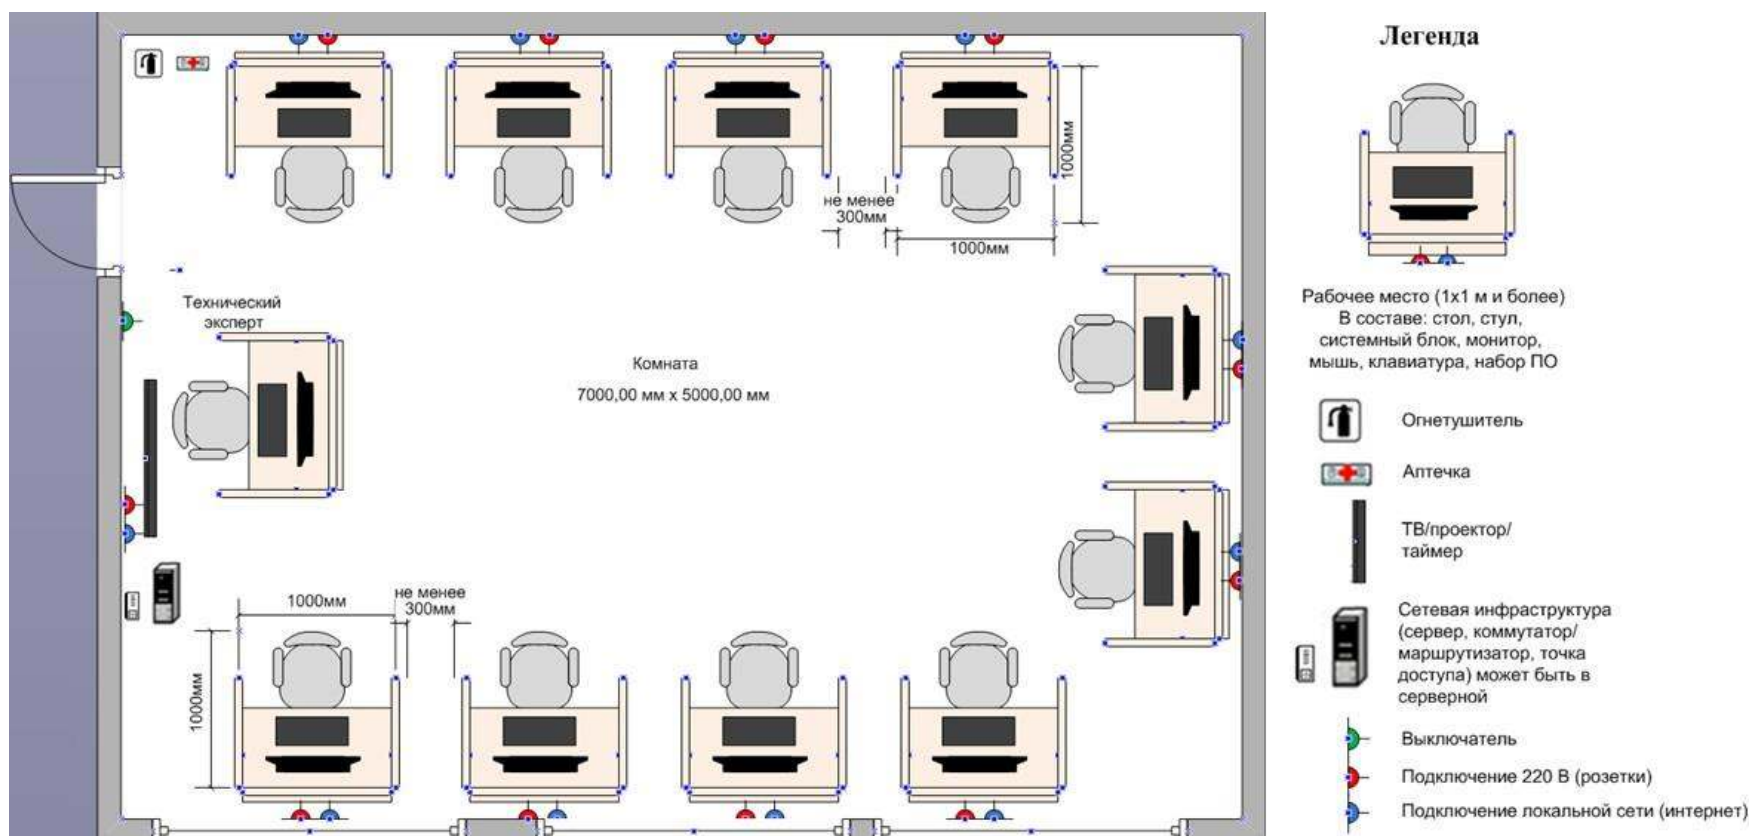 Легенда
1000мм
не менее
300мм
1000мм
Технический
эксперт
Комната
7000,00 мм x 5000,00 мм
1000мм
не менее
300мм
1000мм
Рабочее место (1x1 м и более)
В составе: стол, стул,
системный блок, монитор,
мышь, клавиатура, набор ПО
Огнетушитель
Аптечка
ТВ/проектор/
таймер
Сетевая инфраструктура
(сервер, коммутатор/
маршрутизатор, точка
доступа) может быть в
серверной
Выключатель
Подключение 220 В (розетки)
Подключение локальной сети (интернет)